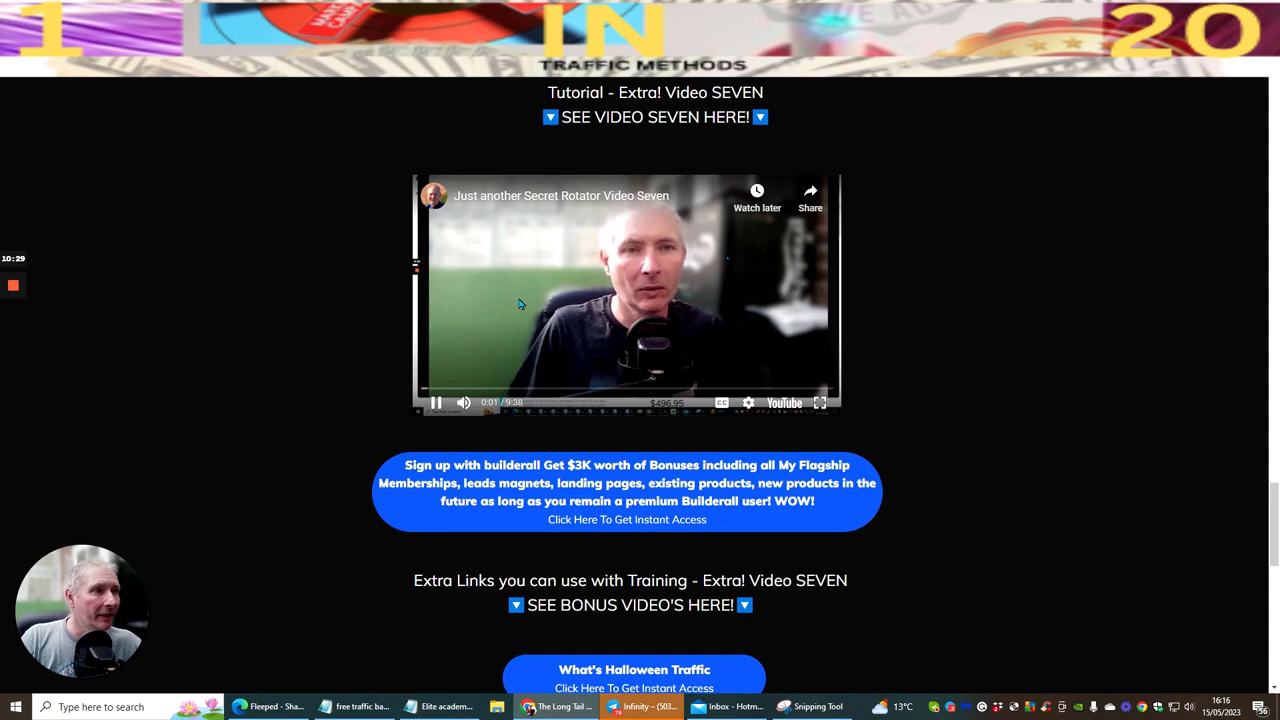 1 IN 20
TRAFFIC METHODS
Tutorial - Extra! Video SEVEN
SEE VIDEO SEVEN HERE!
Just another Secret Rotator Video Seven
Watch later
Share
10:29
0:01 / 9:38
CC
YouTube
$496.95
Sign up with builderall Get $3K worth of Bonuses including all My Flagship
Memberships, leads magnets, landing pages, existing products, new products in the
future as long as you remain a premium Builderall user! WOW!
Click Here To Get Instant Access
Extra Links you can use with Training - Extra! Video SEVEN
SEE BONUS VIDEO'S HERE!
What's Halloween Traffic
Click Here To Get Instant Access
Type here to search
Fleeped - Sha...
free traffic ba...
Elite academ...
The Long Tail ...
Infinity – (503...
Inbox - Hotm...
Snipping Tool
13°C
16:16
15/05/2023